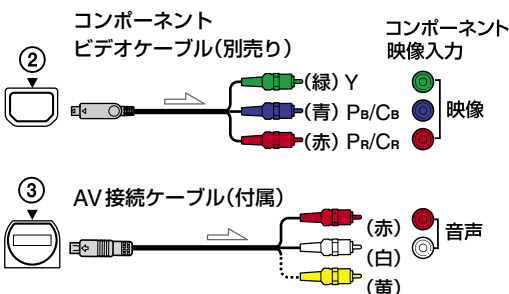 コンポーネント
ビデオケーブル（別売り）
コンポーネント
映像入力
②
（緑）Y
（青）PB/CB
（赤）PR/CR
映像
③
AV接続ケーブル（付属）
（赤）
（白）
（黄）
音声